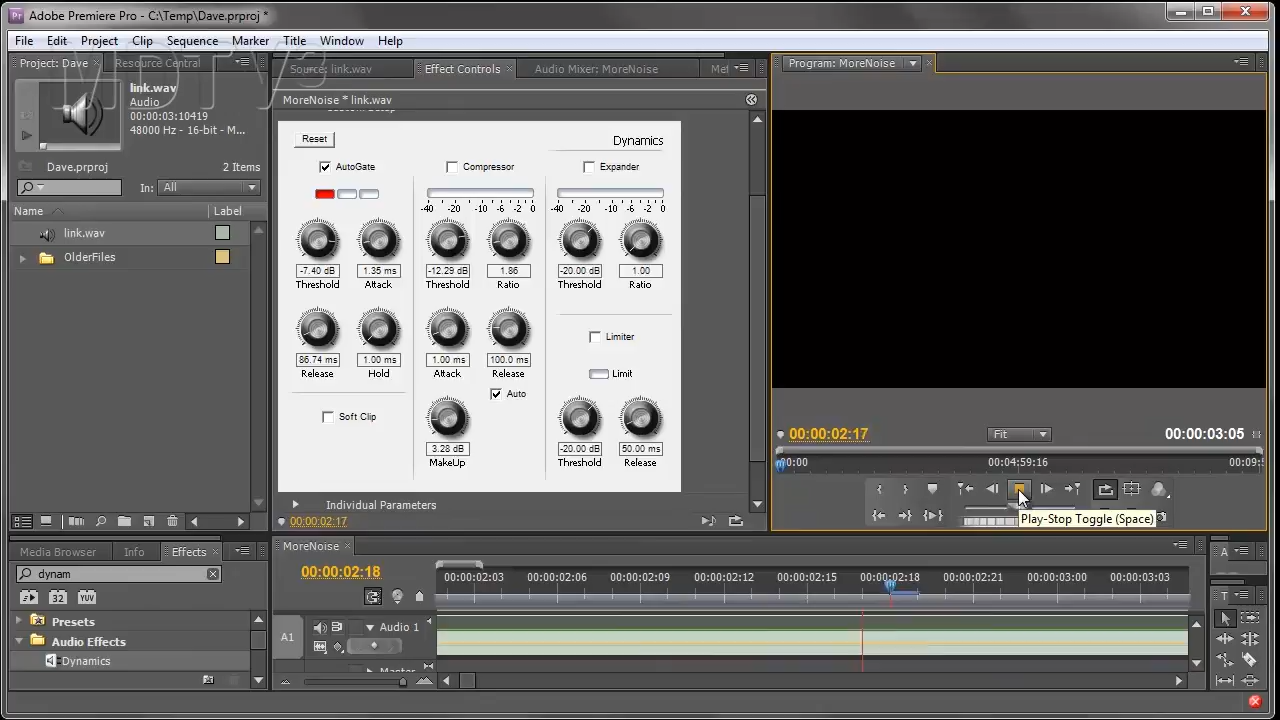 Adobe Premiere Pro - C:\Temp\Dave.prproj *
File Edit Project Clip Sequence Marker Title Window Help
MDTV3
Project: Dave
Resource Central
link.wav
Audio
00:00:03:10419
48000 Hz - 16-bit - M...
Dave.prproj
2 Items
In: All
Name
Label
link.wav
OlderFiles
Source: link.wav
Effect Controls
Audio Mixer: MoreNoise
MoreNoise * link.wav
Reset
Dynamics
AutoGate
Compressor
Expander
-40 -20 -10 -6 -2 0
-40 -20 -10 -6 -2 0
-7.40 dB
1.35 ms
-12.29 dB
1.86
-20.00 dB
1.00
Threshold
Attack
Threshold
Ratio
Threshold
Ratio
Limiter
86.74 ms
1.00 ms
1.00 ms
100.0 ms
Release
Hold
Attack
Release
Limit
Auto
Soft Clip
3.28 dB
-20.00 dB
50.00 ms
MakeUp
Threshold
Release
Individual Parameters
00:00:02:17
Program: MoreNoise
00:00:02:17
Fit
00:00:03:05
00:00
00:04:59:16
Play-Stop Toggle (Space)
Media Browser
Info
Effects
dynam
Presets
Audio Effects
Dynamics
MoreNoise
00:00:02:18
00:00:02:03
00:00:02:06
00:00:02:09
00:00:02:12
00:00:02:15
00:00:02:18
00:00:02:21
00:00:03:00
00:00:03:03
A1
Audio 1
A
T